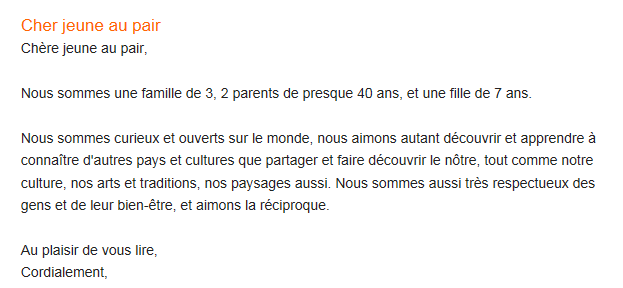 Cher jeune au pair
Chère jeune au pair,
Nous sommes une famille de 3, 2 parents de presque 40 ans, et une fille de 7 ans.
Nous sommes curieux et ouverts sur le monde, nous aimons autant découvrir et apprendre à
connaître d'autres pays et cultures que partager et faire découvrir le nôtre, tout comme notre
culture, nos arts et traditions, nos paysages aussi. Nous sommes aussi très respectueux des
gens et de leur bien-être, et aimons la réciproque.
Au plaisir de vous lire,
Cordialement,